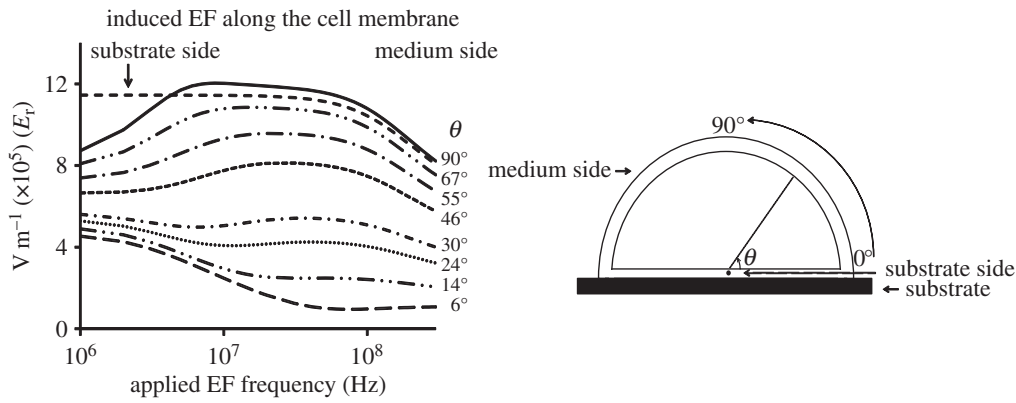 induced EF along the cell membrane
substrate side
medium side
V m⁻¹ (×10⁵) (Eᵣ)
12
8
4
0
10⁶
10⁷
10⁸
applied EF frequency (Hz)
θ
90°
67°
55°
46°
30°
24°
14°
6°
90°
medium side
θ
0°
substrate side
substrate